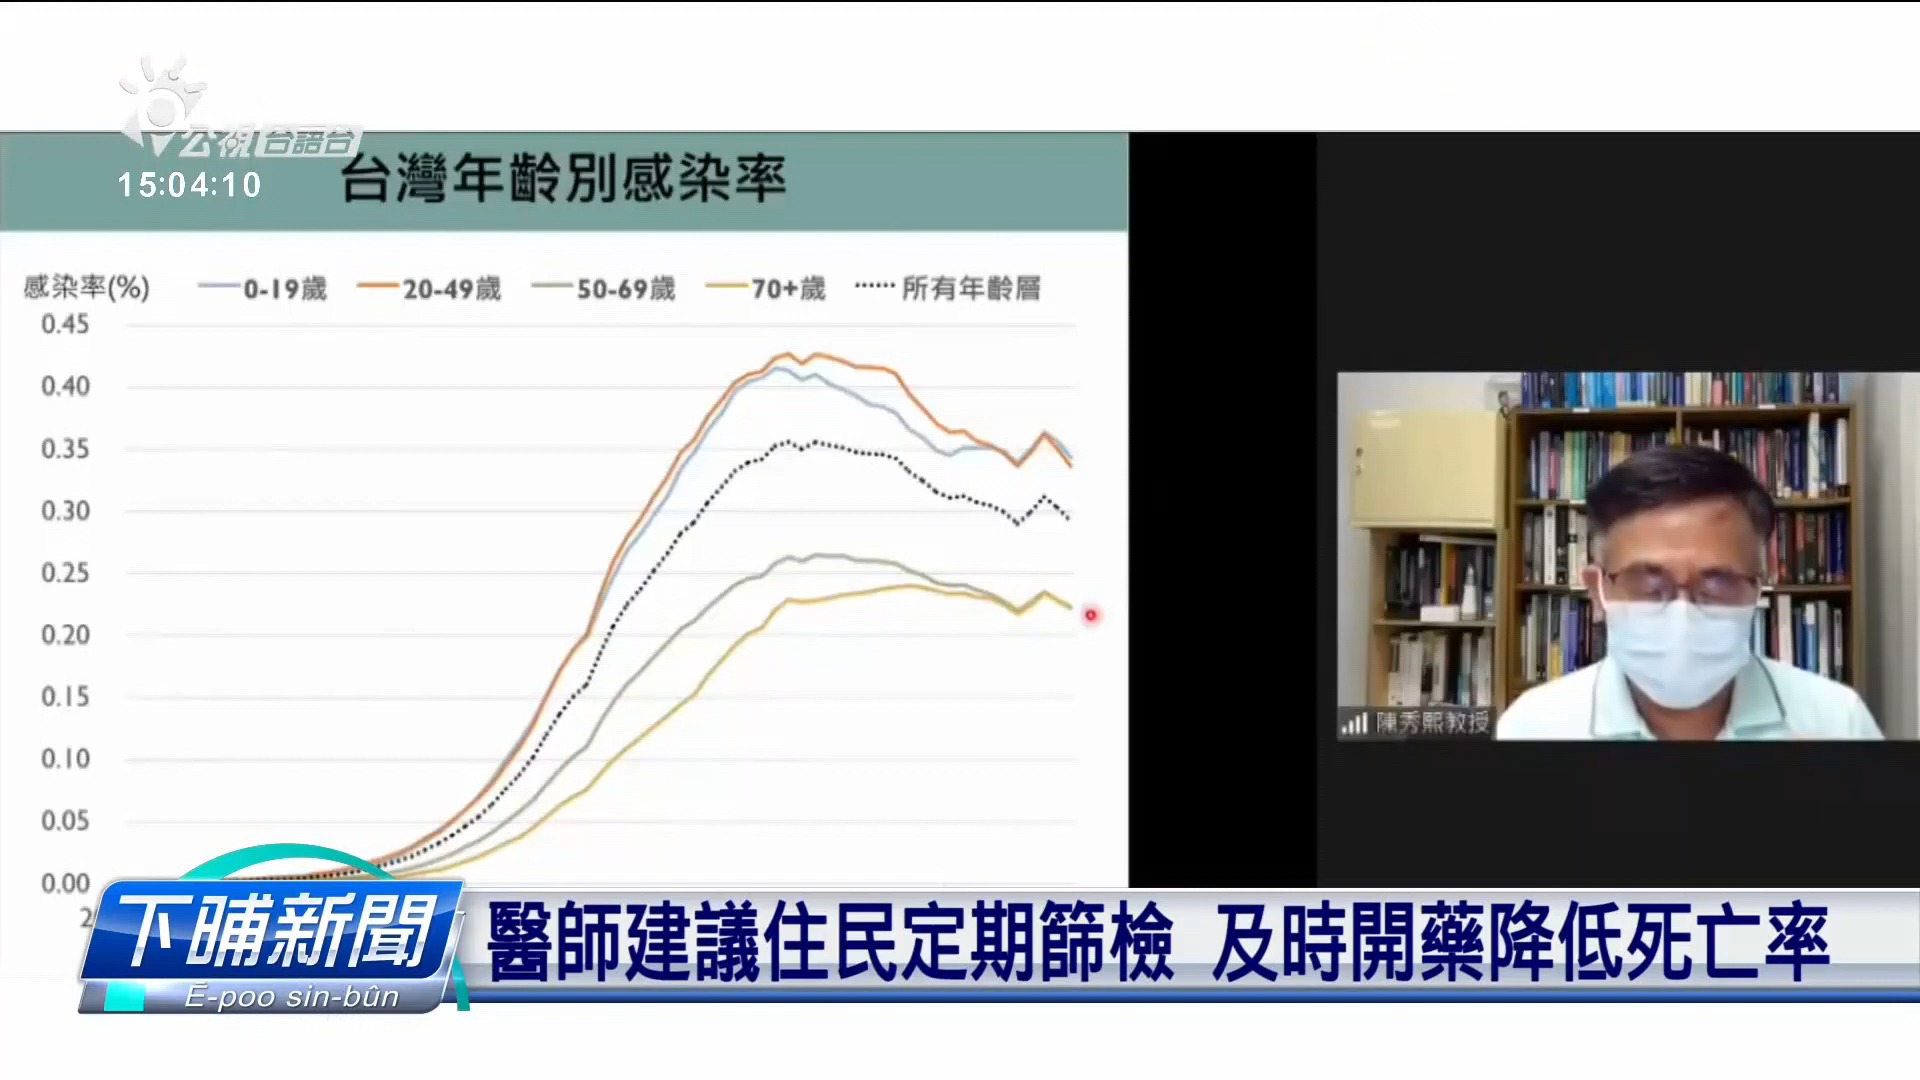 公視台語台
15:04:10
台灣年齡別感染率
感染率(%)
0-19歲
20-49歲
50-69歲
70+歲
所有年齡層
0.45
0.40
0.35
0.30
0.25
0.20
0.15
0.10
0.05
0.00
陳秀熙教授
下晡新聞
Ē-poo sin-bûn
醫師建議住民定期篩檢 及時開藥降低死亡率